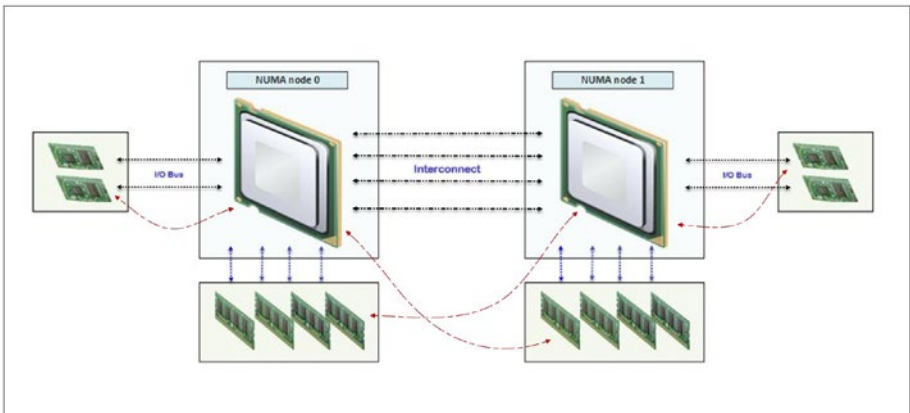 NUMA node 0
NUMA node 1
I/O Bus
Interconnect
I/O Bus